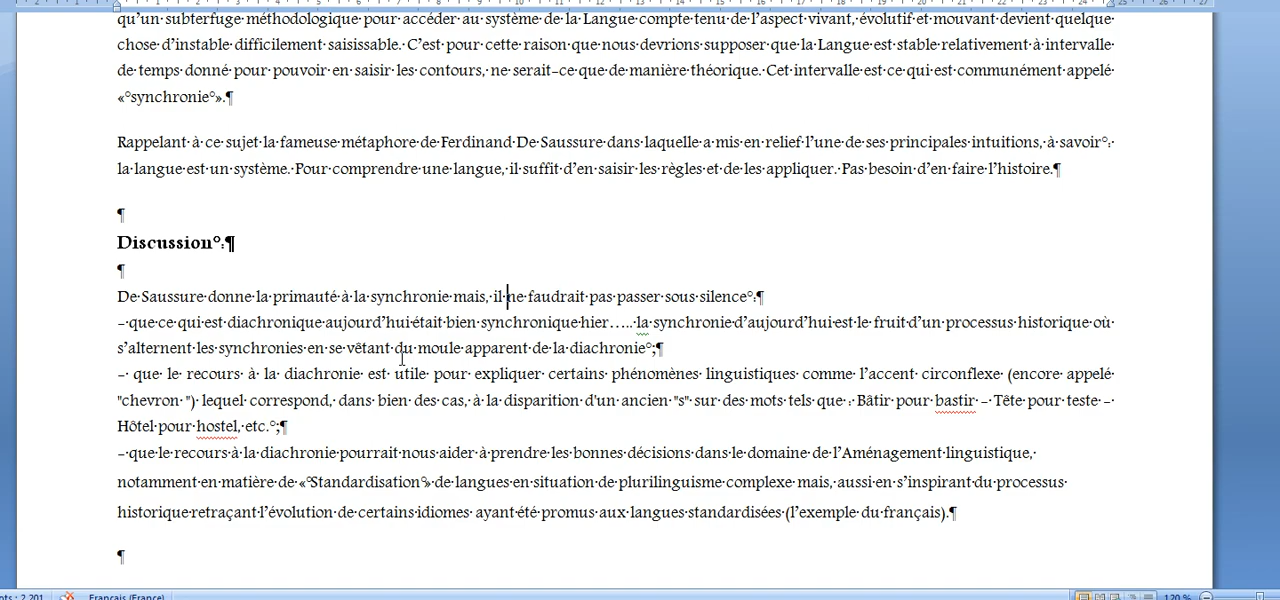 qu'un subterfuge méthodologique pour accéder au système de la Langue compte tenu de l'aspect vivant, évolutif et mouvant devient quelque
chose d'instable difficilement saisissable. C'est pour cette raison que nous devrions supposer que la Langue est stable relativement à intervalle
de temps donné pour pouvoir en saisir les contours, ne serait-ce que de manière théorique. Cet intervalle est ce qui est communément appelé
«°synchronie°».¶
Rappelant à ce sujet la fameuse métaphore de Ferdinand De Saussure dans laquelle a mis en relief l'une de ses principales intuitions, à savoir°:
la langue est un système. Pour comprendre une langue, il suffit d'en saisir les règles et de les appliquer. Pas besoin d'en faire l'histoire.¶
¶
Discussion°:¶
¶
De Saussure donne la primauté à la synchronie mais, il ne faudrait pas passer sous silence°:¶
– que ce qui est diachronique aujourd'hui était bien synchronique hier….. la synchronie d'aujourd'hui est le fruit d'un processus historique où
s'alternent les synchronies en se vêtant du moule apparent de la diachronie°;¶
– que le recours à la diachronie est utile pour expliquer certains phénomènes linguistiques comme l'accent circonflexe (encore appelé
"chevron ") lequel correspond, dans bien des cas, à la disparition d'un ancien "s" sur des mots tels que : Bâtir pour bastir – Tête pour teste –
Hôtel pour hostel, etc.°;¶
– que le recours à la diachronie pourrait nous aider à prendre les bonnes décisions dans le domaine de l'Aménagement linguistique,
notamment en matière de «°Standardisation°» de langues en situation de plurilinguisme complexe mais, aussi en s'inspirant du processus
historique retraçant l'évolution de certains idiomes ayant été promus aux langues standardisées (l'exemple du français).¶
¶
: 2 201 Français (France) 120 %